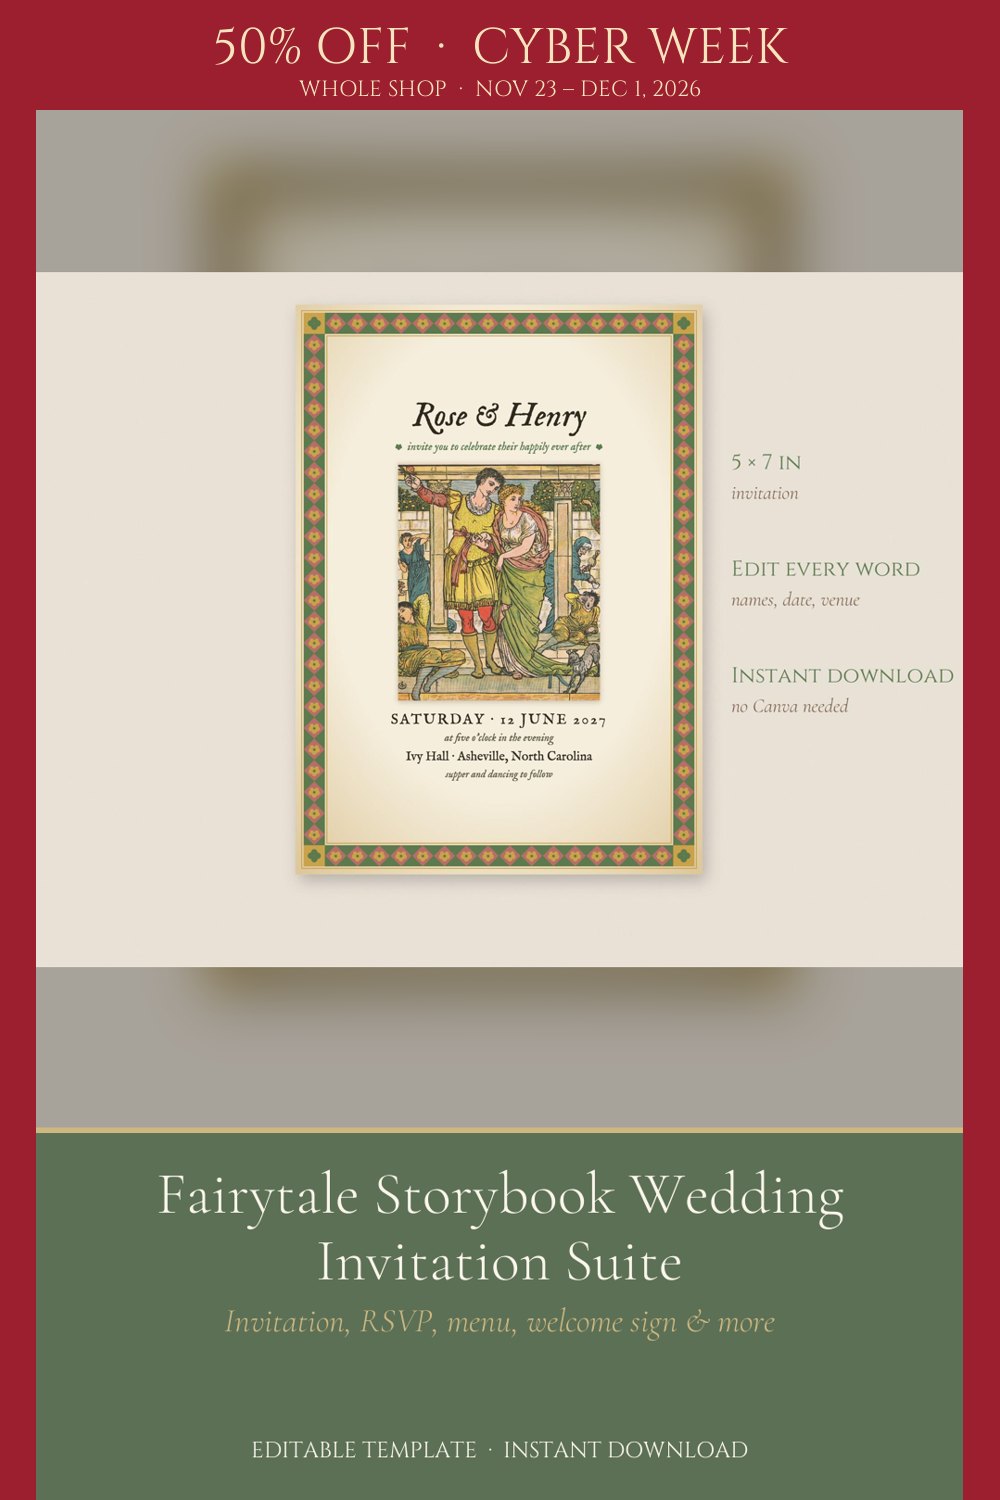 50% OFF · CYBER WEEK
WHOLE SHOP · NOV 23 – DEC 1, 2026
Rose & Henry
invite you to celebrate their happily ever after
SATURDAY · 12 JUNE 2027
at five o'clock in the evening
Ivy Hall · Asheville, North Carolina
supper and dancing to follow
5 × 7 IN
invitation
EDIT EVERY WORD
names, date, venue
INSTANT DOWNLOAD
no Canva needed
Fairytale Storybook Wedding
Invitation Suite
Invitation, RSVP, menu, welcome sign & more
EDITABLE TEMPLATE · INSTANT DOWNLOAD